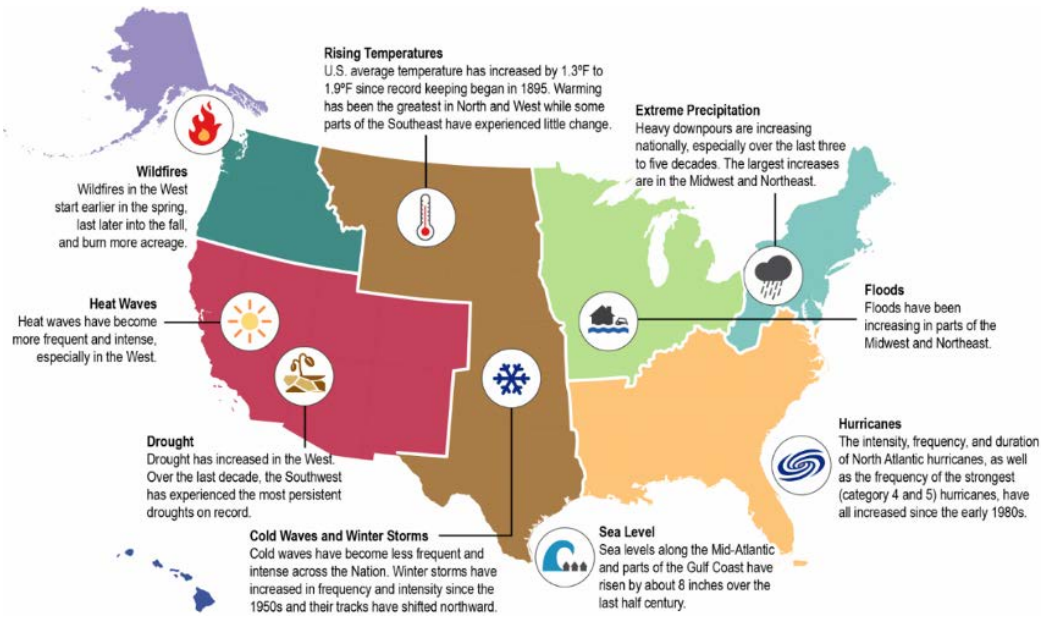 Rising Temperatures
U.S. average temperature has increased by 1.3ºF to
1.9ºF since record keeping began in 1895. Warming
has been the greatest in North and West while some
parts of the Southeast have experienced little change.
Extreme Precipitation
Heavy downpours are increasing
nationally, especially over the last three
to five decades. The largest increases
are in the Midwest and Northeast.
Wildfires
Wildfires in the West
start earlier in the spring,
last later into the fall,
and burn more acreage.
Heat Waves
Heat waves have become
more frequent and intense,
especially in the West.
Floods
Floods have been
increasing in parts of the
Midwest and Northeast.
Drought
Drought has increased in the West.
Over the last decade, the Southwest
has experienced the most persistent
droughts on record.
Hurricanes
The intensity, frequency, and duration
of North Atlantic hurricanes, as well
as the frequency of the strongest
(category 4 and 5) hurricanes, have
all increased since the early 1980s.
Cold Waves and Winter Storms
Cold waves have become less frequent and
intense across the Nation. Winter storms have
increased in frequency and intensity since the
1950s and their tracks have shifted northward.
Sea Level
Sea levels along the Mid-Atlantic
and parts of the Gulf Coast have
risen by about 8 inches over the
last half century.